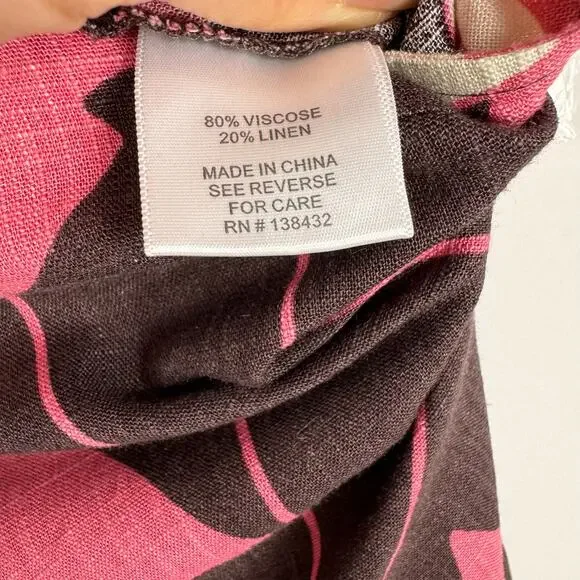 80% VISCOSE
20% LINEN
MADE IN CHINA
SEE REVERSE
FOR CARE
RN # 138432